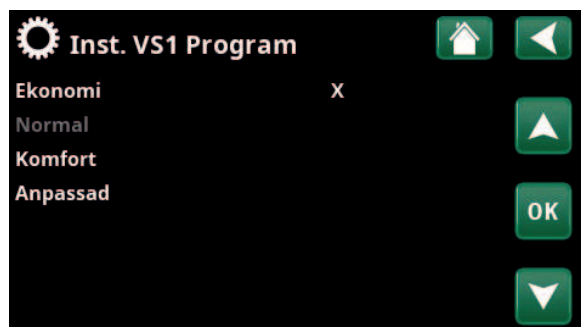 Inst. VS1 Program
Ekonomi X
Normal
Komfort
Anpassad
OK